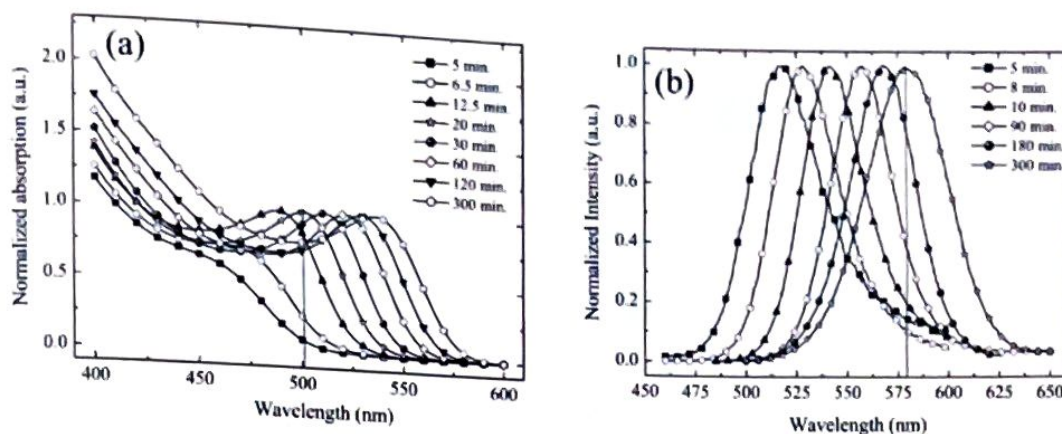 (a)
2.0
1.5
1.0
0.5
0.0
Normalized absorption (a.u.)
5 min.
6.5 min.
12.5 min.
20 min.
30 min.
60 min.
120 min.
300 min.
400
450
500
550
600
Wavelength (nm)
(b)
1.0
0.8
0.6
0.4
0.2
0.0
Normalized Intensity (a.u.)
5 min.
8 min.
10 min.
90 min.
180 min.
300 min.
475
500
525
550
575
600
625
650
Wavelength (nm)